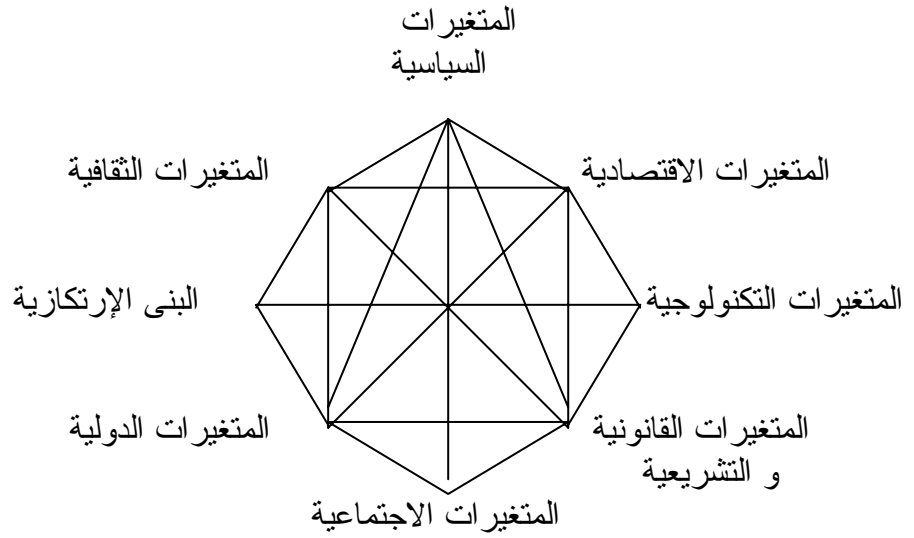 المتغيرات
السياسية
المتغيرات الاقتصادية
المتغيرات الثقافية
المتغيرات التكنولوجية
البنى الإرتكازية
المتغيرات القانونية
و التشريعية
المتغيرات الدولية
المتغيرات الاجتماعية